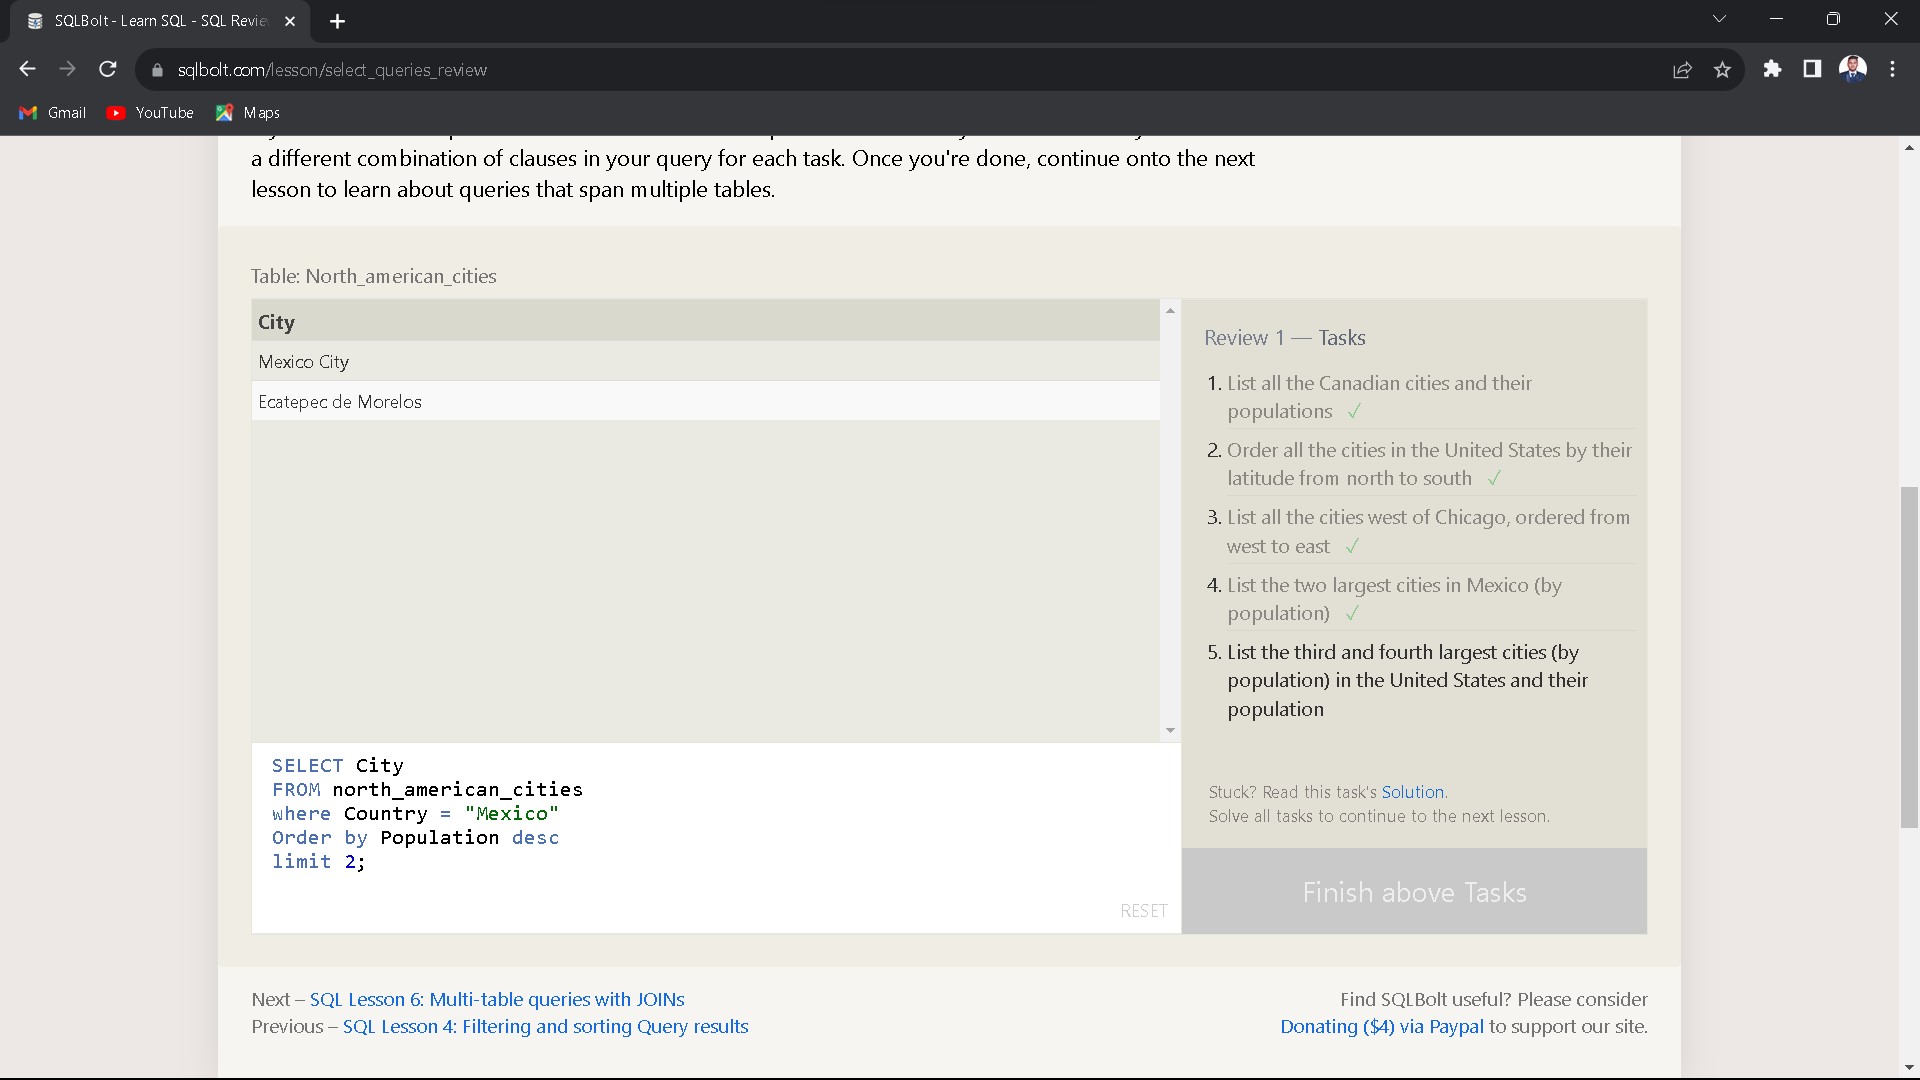 SQLBolt - Learn SQL - SQL Revie
sqlbolt.com/lesson/select_queries_review
Gmail YouTube Maps
a different combination of clauses in your query for each task. Once you're done, continue onto the next
lesson to learn about queries that span multiple tables.
Table: North_american_cities
City
Mexico City
Ecatepec de Morelos
SELECT City
FROM north_american_cities
where Country = "Mexico"
Order by Population desc
limit 2;
RESET
Review 1 — Tasks
1. List all the Canadian cities and their
populations ✓
2. Order all the cities in the United States by their
latitude from north to south ✓
3. List all the cities west of Chicago, ordered from
west to east ✓
4. List the two largest cities in Mexico (by
population) ✓
5. List the third and fourth largest cities (by
population) in the United States and their
population
Stuck? Read this task's Solution.
Solve all tasks to continue to the next lesson.
Finish above Tasks
Next – SQL Lesson 6: Multi-table queries with JOINs
Previous – SQL Lesson 4: Filtering and sorting Query results
Find SQLBolt useful? Please consider
Donating ($4) via Paypal to support our site.